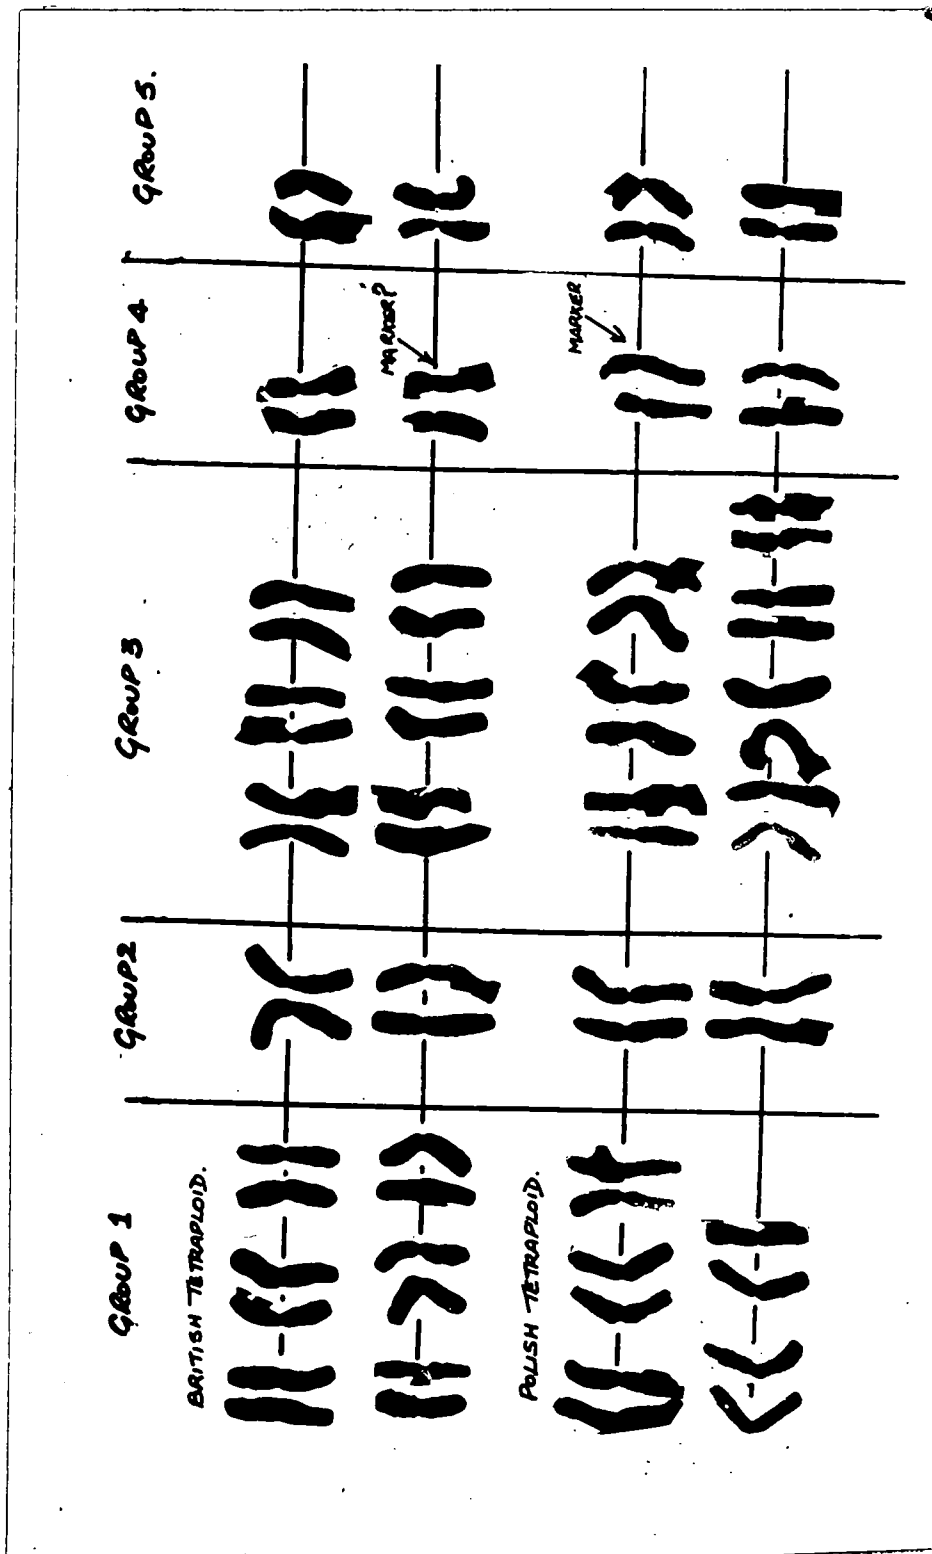 GROUP 1
GROUP 2
GROUP 3
GROUP 4
GROUP 5.
BRITISH TETRAPLOID.
MARKER?
POLISH TETRAPLOID.
MARKER